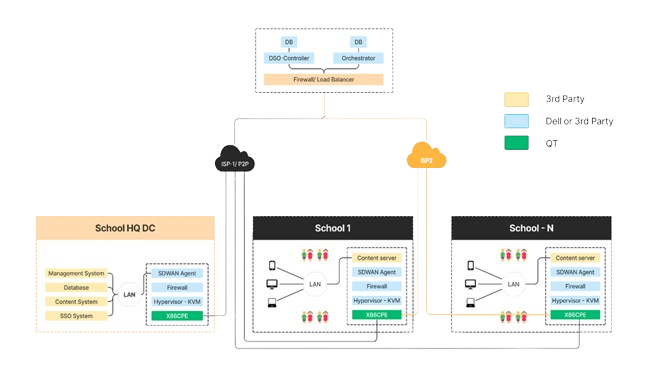 DB
DB
DSO-Controller
Orchestrator
Firewall/ Load Balancer
3rd Party
Dell or 3rd Party
QT
ISP-1/ P2P
ISP2
School HQ DC
Management System
Database
Content System
SSO System
LAN
SDWAN Agent
Firewall
Hypervisor - KVM
X86CPE
School 1
LAN
Content server
SDWAN Agent
Firewall
Hypervisor - KVM
X86CPE
School - N
LAN
Content server
SDWAN Agent
Firewall
Hypervisor - KVM
X86CPE